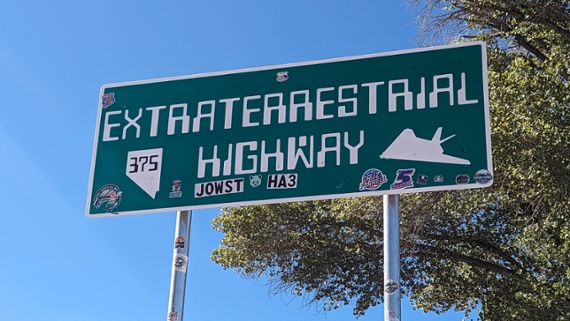 EXTRATERRESTRIAL
HIGHWAY
375
JOWST HA3